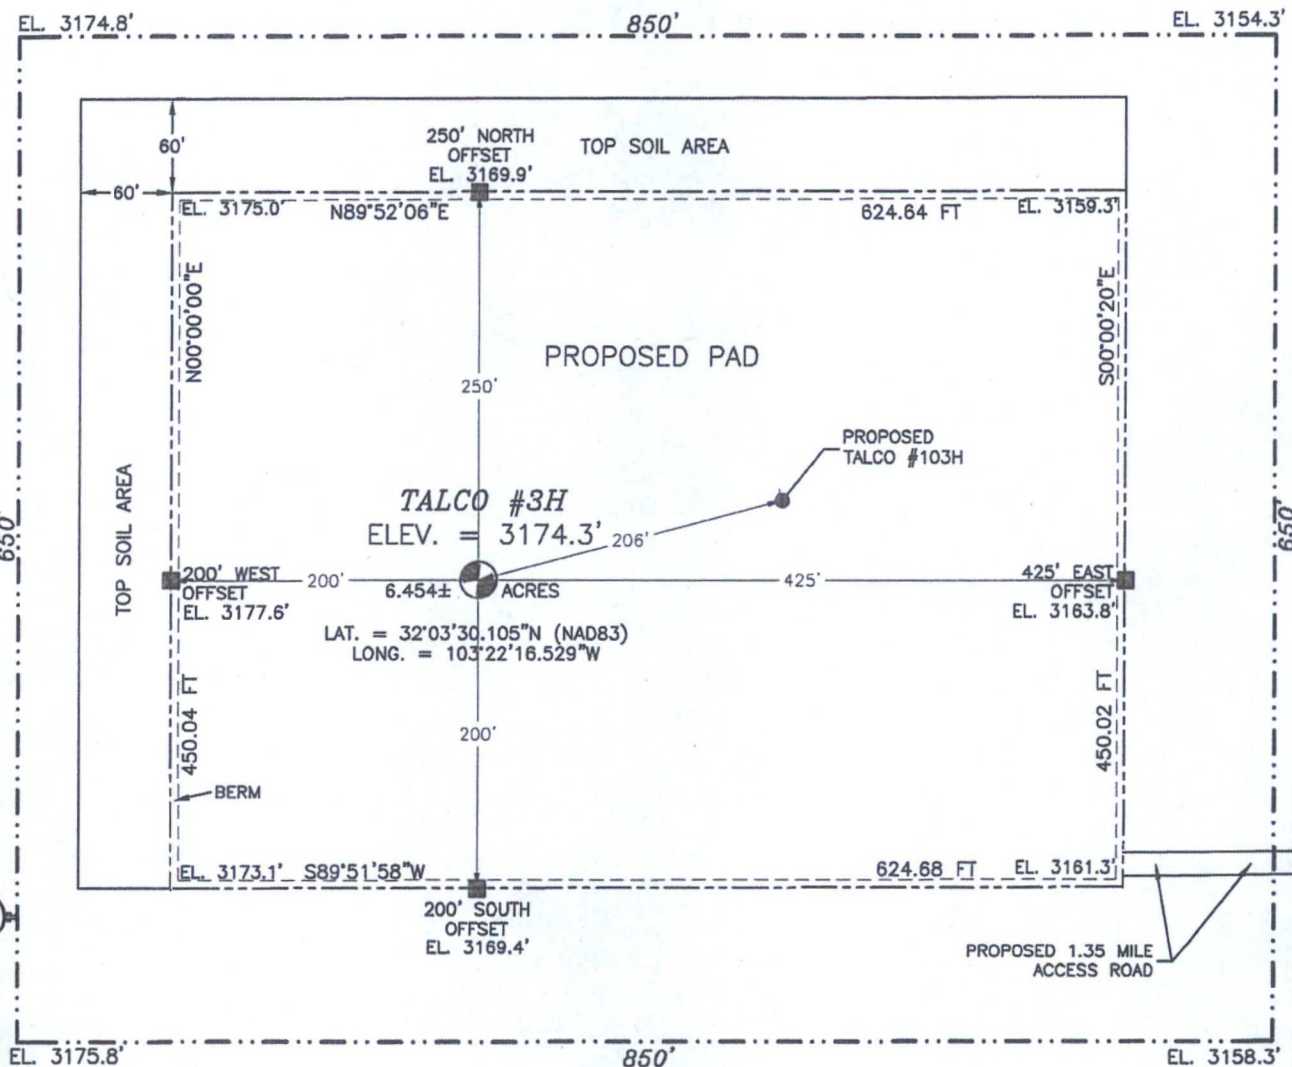 EL. 3174.8'
850'
EL. 3154.3'
60'
60'
250' NORTH
OFFSET
EL. 3169.9'
TOP SOIL AREA
EL. 3175.0'
N89°52'06"E
624.64 FT
EL. 3159.3'
N00°00'00"E
S00°00'20"E
PROPOSED PAD
250'
PROPOSED
TALCO #103H
TOP SOIL AREA
TALCO #3H
ELEV. = 3174.3'
206'
650'
650'
200' WEST
OFFSET
EL. 3177.6'
200'
425'
425' EAST
OFFSET
EL. 3163.8'
6.454± ACRES
LAT. = 32°03'30.105"N (NAD83)
LONG. = 103°22'16.529"W
450.04 FT
450.02 FT
200'
BERM
EL. 3173.1'
S89°51'58"W
624.68 FT
EL. 3161.3'
200' SOUTH
OFFSET
EL. 3169.4'
PROPOSED 1.35 MILE
ACCESS ROAD
EL. 3175.8'
850'
EL. 3158.3'